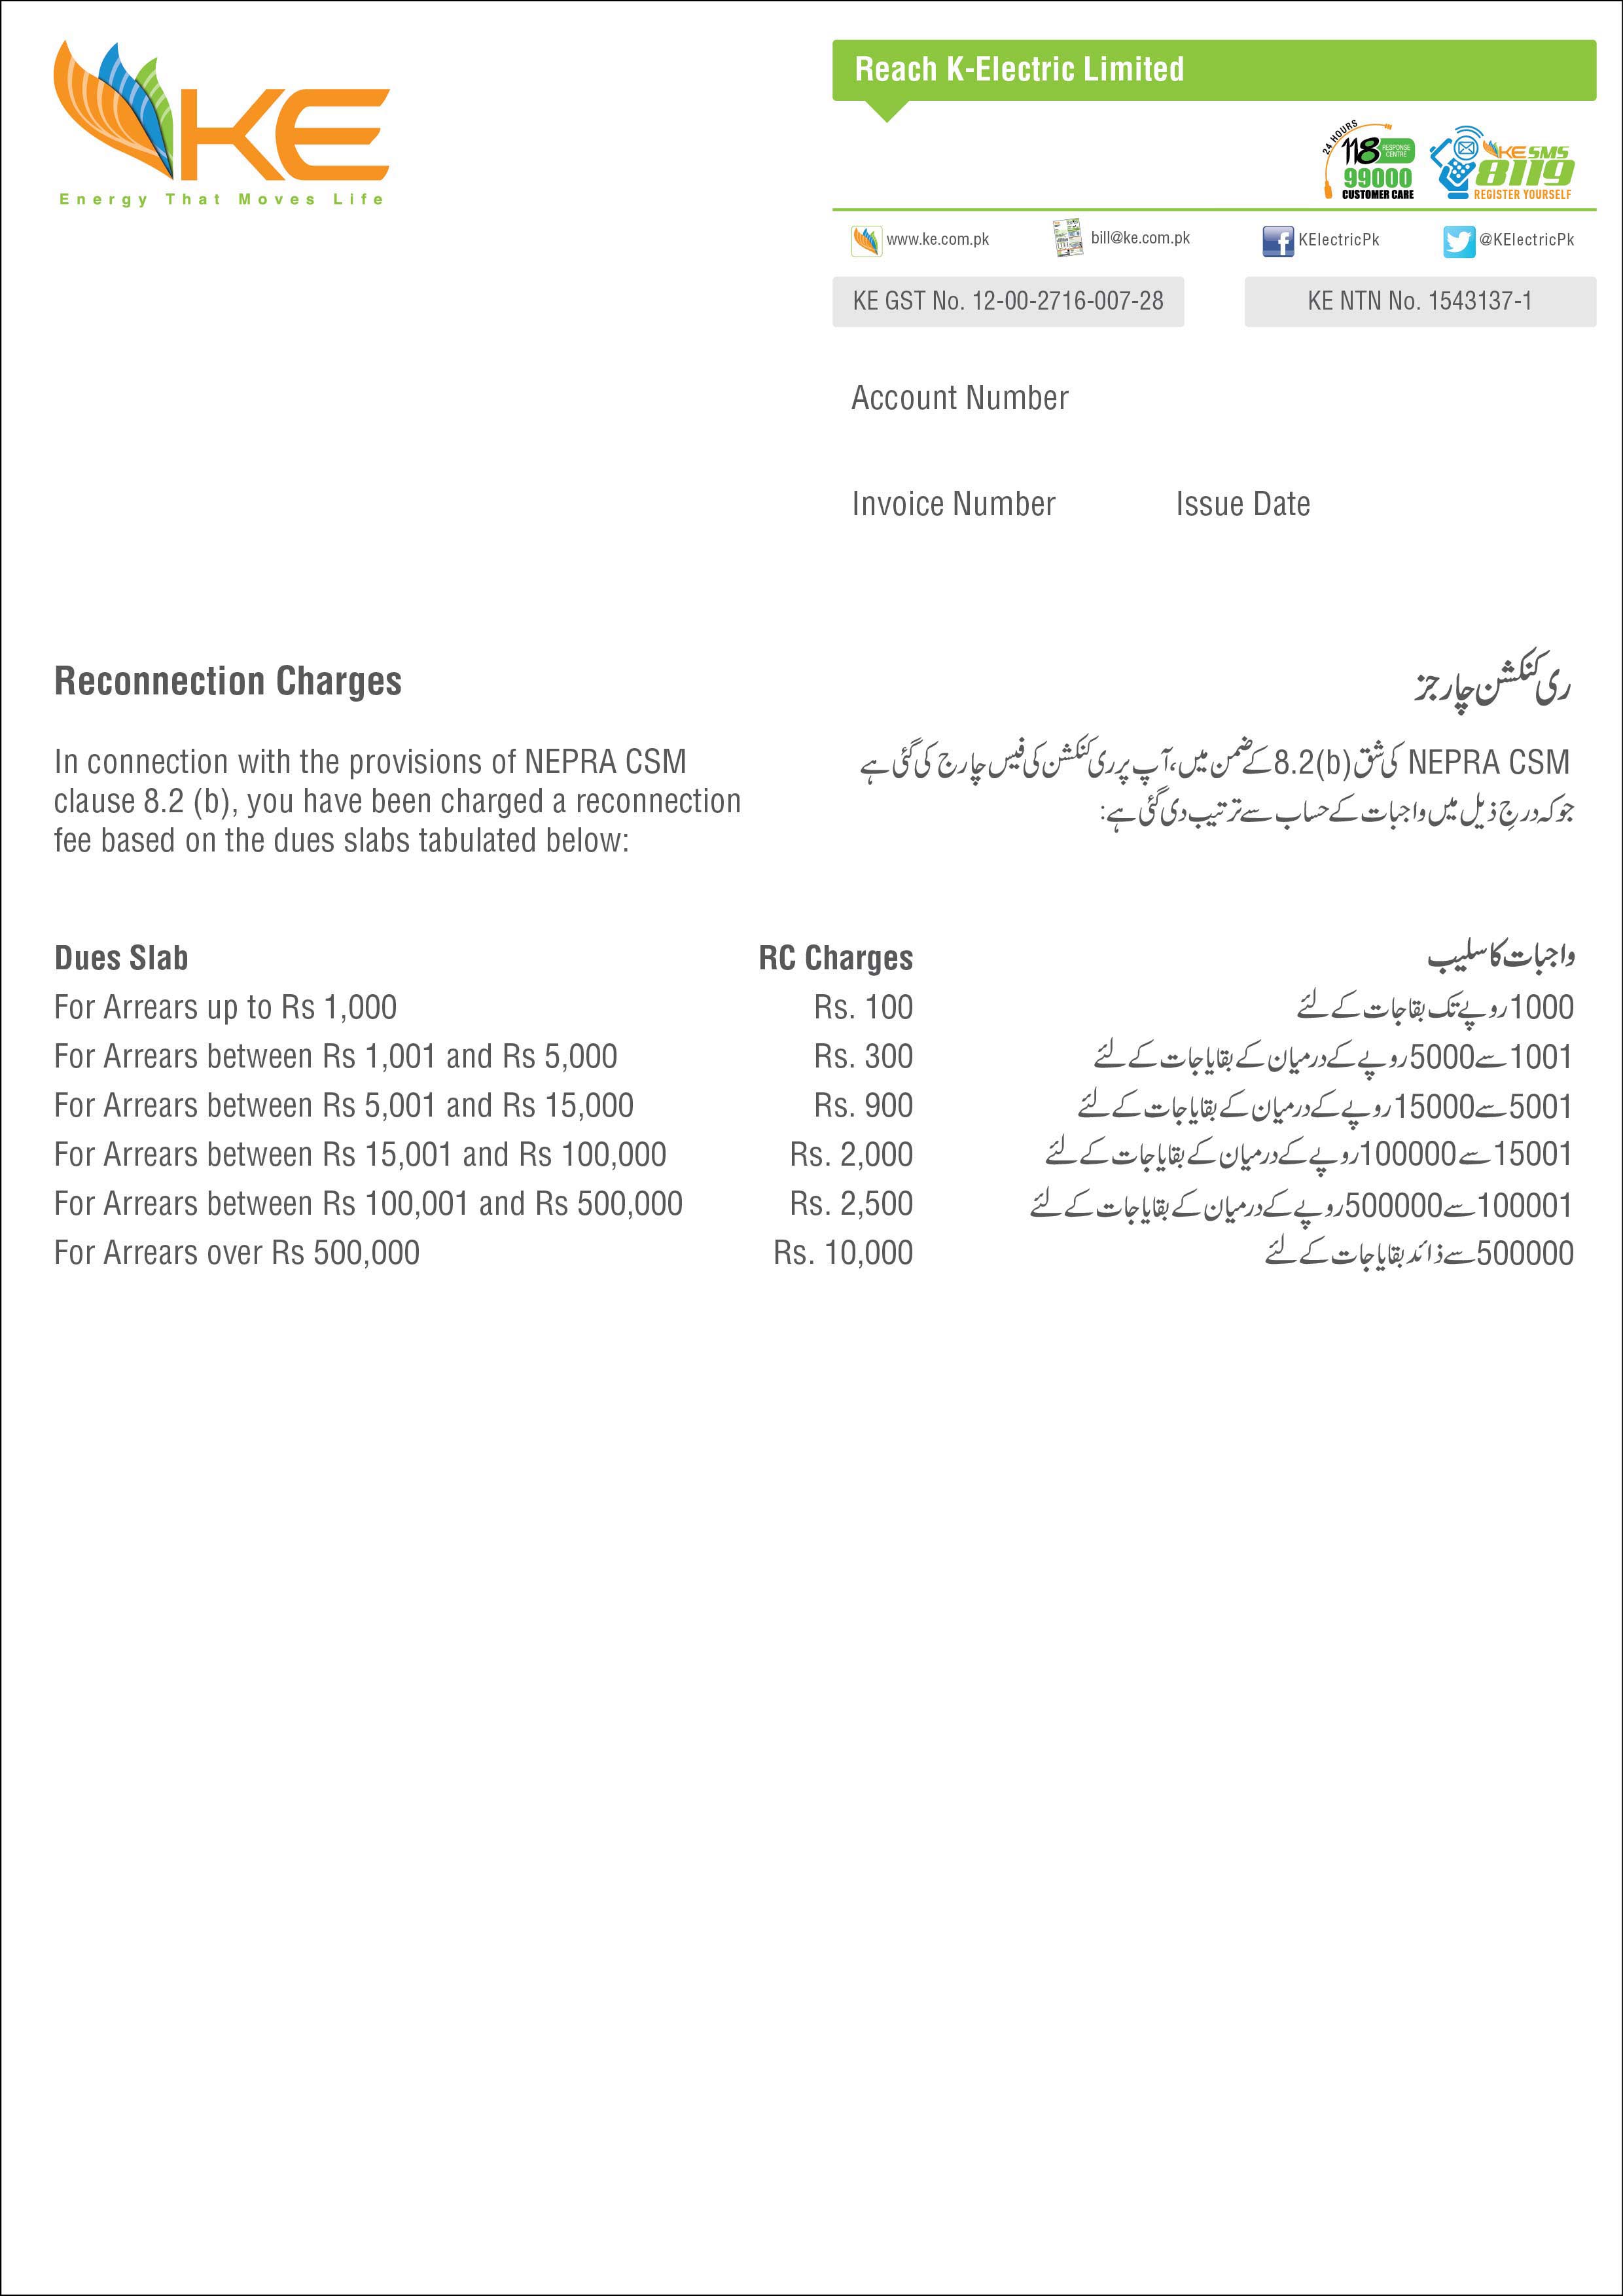 KE
Energy That Moves Life
Reach K-Electric Limited
24 HOURS
118 RESPONSE CENTRE
99000
CUSTOMER CARE
KE SMS
8119
REGISTER YOURSELF
www.ke.com.pk
bill@ke.com.pk
KElectricPk
@KElectricPk
KE GST No. 12-00-2716-007-28
KE NTN No. 1543137-1
Account Number
Invoice Number
Issue Date
Reconnection Charges
ری کنکشن چارجز
In connection with the provisions of NEPRA CSM
clause 8.2 (b), you have been charged a reconnection
fee based on the dues slabs tabulated below:
NEPRA CSM کی شق 8.2(b) کے ضمن میں، آپ پر ری کنکشن کی فیس چارج کی گئی ہے
جو کہ درجِ ذیل میں واجبات کے حساب سے ترتیب دی گئی ہے:
Dues Slab RC Charges واجبات کا سلیب
For Arrears up to Rs 1,000 Rs. 100 1000 روپے تک بقاجات کے لئے
For Arrears between Rs 1,001 and Rs 5,000 Rs. 300 1001 سے 5000 روپے کے درمیان کے بقایا جات کے لئے
For Arrears between Rs 5,001 and Rs 15,000 Rs. 900 5001 سے 15000 روپے کے درمیان کے بقایا جات کے لئے
For Arrears between Rs 15,001 and Rs 100,000 Rs. 2,000 15001 سے 100000 روپے کے درمیان کے بقایا جات کے لئے
For Arrears between Rs 100,001 and Rs 500,000 Rs. 2,500 100001 سے 500000 روپے کے درمیان کے بقایا جات کے لئے
For Arrears over Rs 500,000 Rs. 10,000 500000 سے ذائد بقایا جات کے لئے